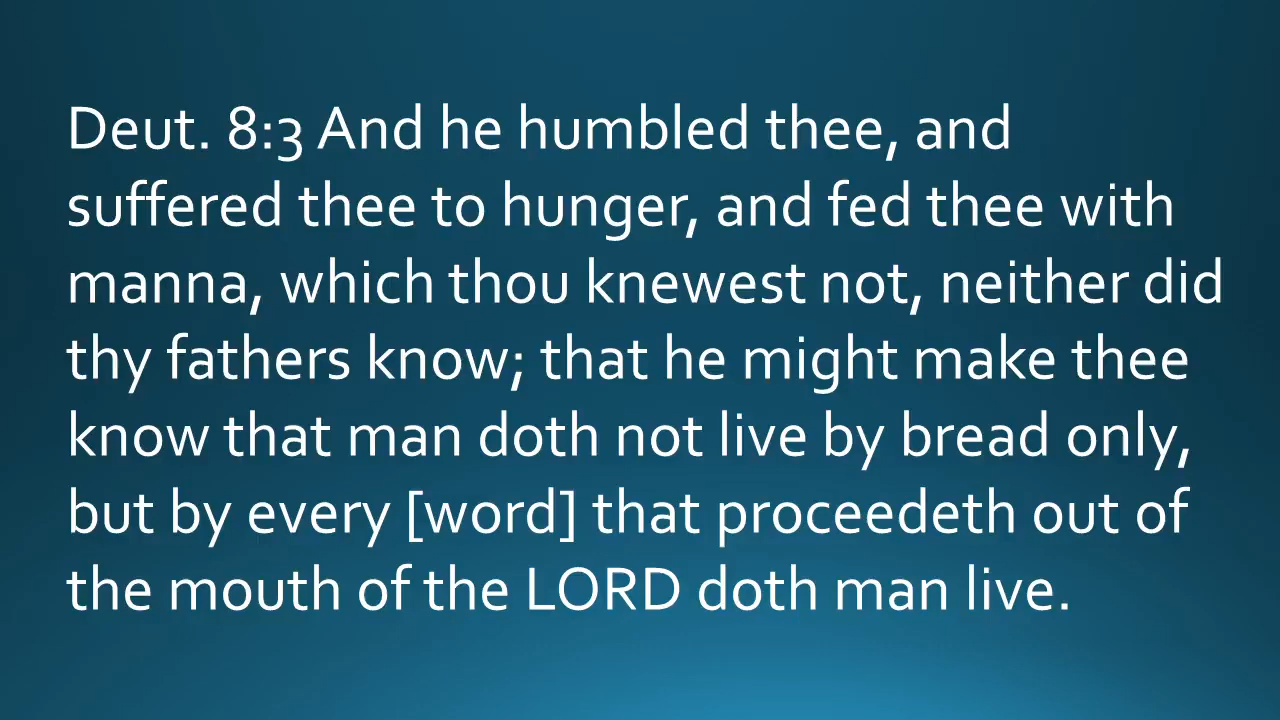 Deut. 8:3 And he humbled thee, and
suffered thee to hunger, and fed thee with
manna, which thou knewest not, neither did
thy fathers know; that he might make thee
know that man doth not live by bread only,
but by every [word] that proceedeth out of
the mouth of the LORD doth man live.